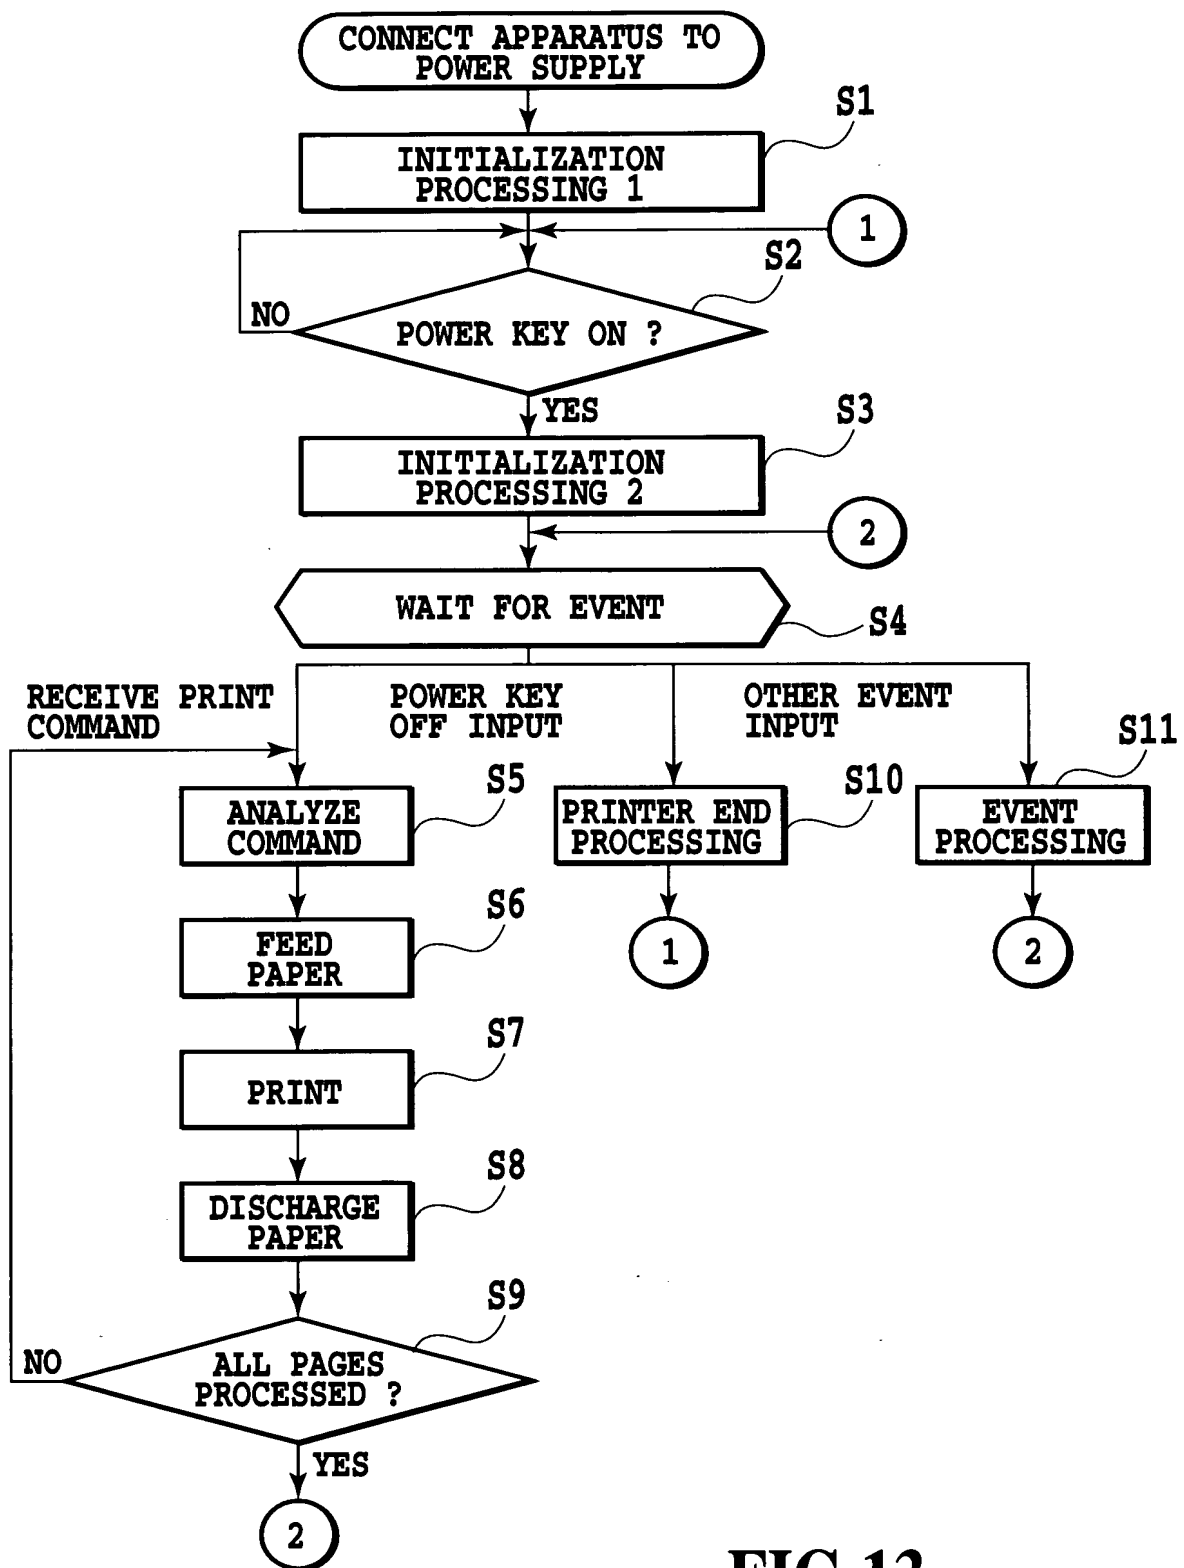 CONNECT APPARATUS TO
POWER SUPPLY
S1
INITIALIZATION
PROCESSING 1
1
S2
NO
POWER KEY ON ?
YES
S3
INITIALIZATION
PROCESSING 2
2
WAIT FOR EVENT
S4
RECEIVE PRINT
COMMAND
POWER KEY
OFF INPUT
OTHER EVENT
INPUT
S5
ANALYZE
COMMAND
S10
PRINTER END
PROCESSING
S11
EVENT
PROCESSING
S6
FEED
PAPER
1
2
S7
PRINT
S8
DISCHARGE
PAPER
S9
NO
ALL PAGES
PROCESSED ?
YES
2
FIG.13